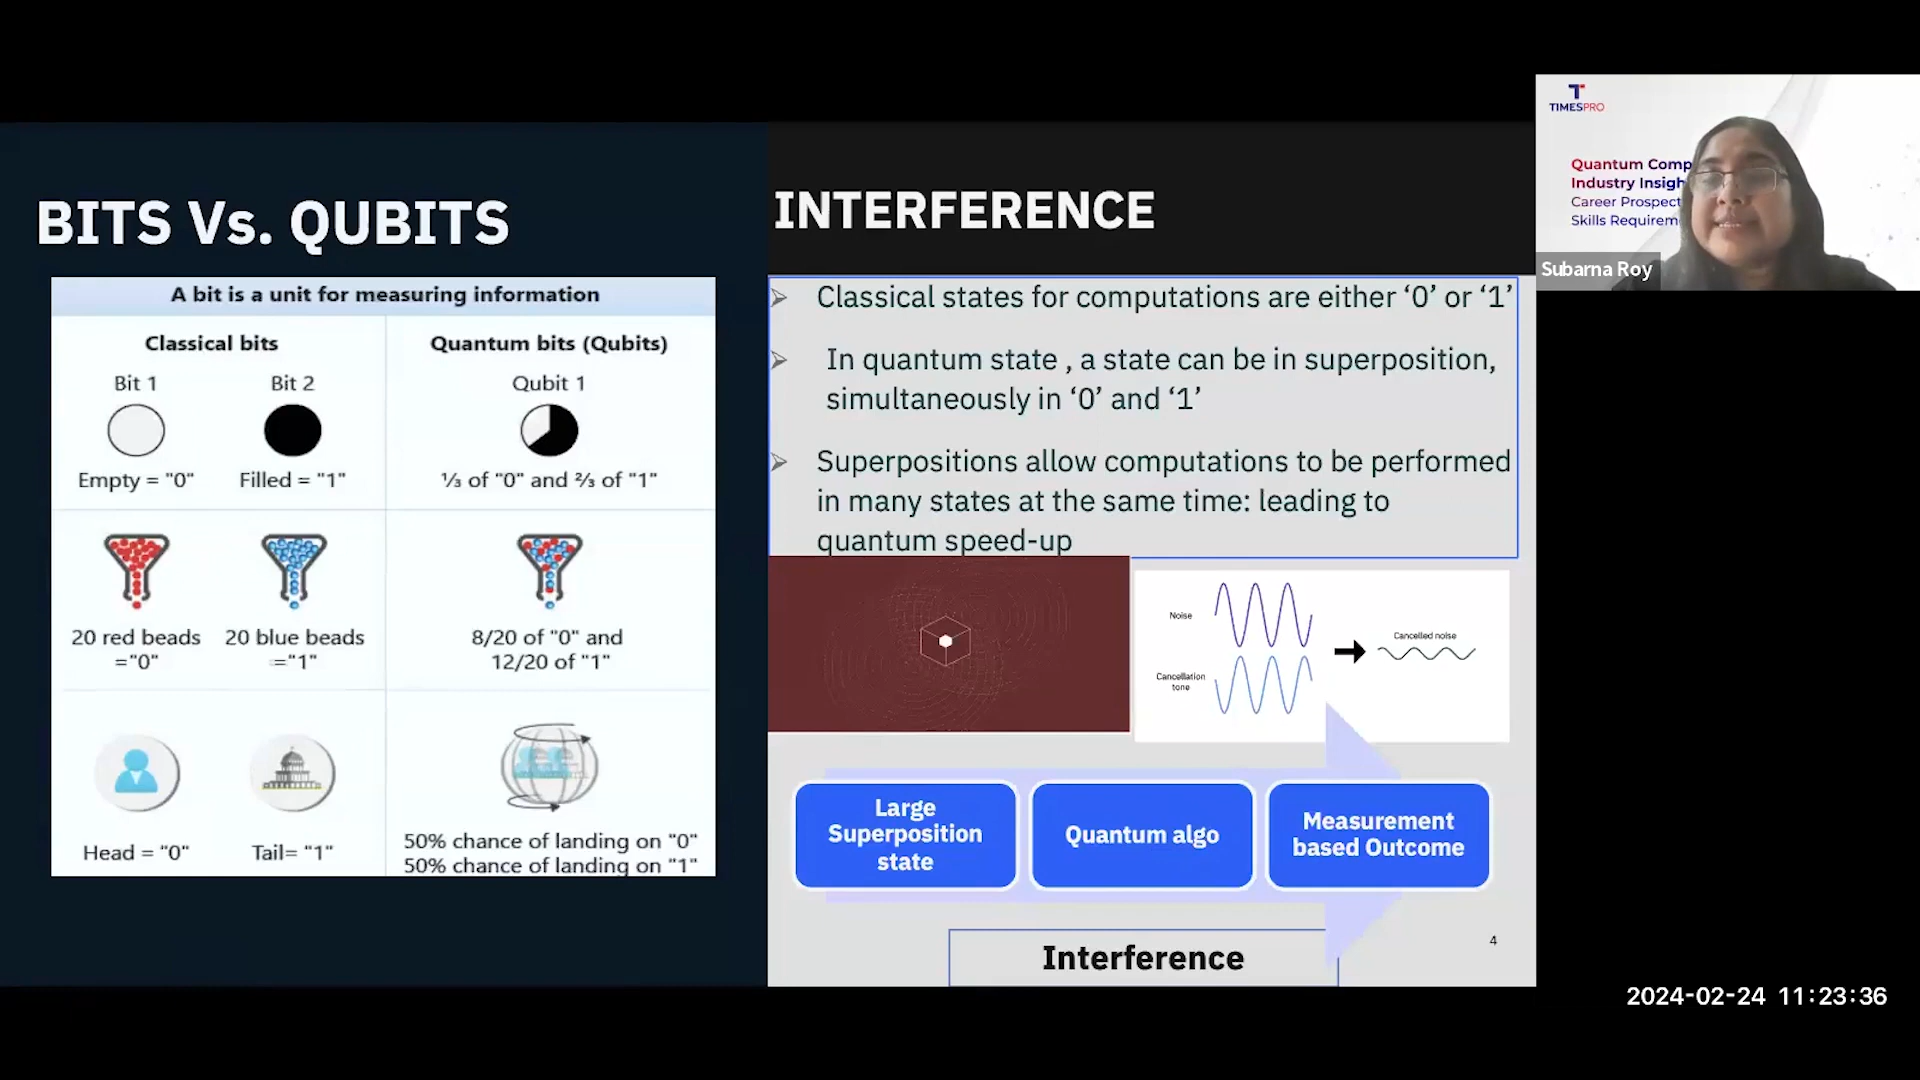 BITS Vs. QUBITS
A bit is a unit for measuring information
Classical bits
Quantum bits (Qubits)
Bit 1
Bit 2
Qubit 1
Empty = "0"
Filled = "1"
⅓ of "0" and ⅔ of "1"
20 red beads
="0"
20 blue beads
="1"
8/20 of "0" and
12/20 of "1"
Head = "0"
Tail= "1"
50% chance of landing on "0"
50% chance of landing on "1"
INTERFERENCE
➢ Classical states for computations are either ‘0’ or ‘1’
➢ In quantum state , a state can be in superposition,
simultaneously in ‘0’ and ‘1’
➢ Superpositions allow computations to be performed
in many states at the same time: leading to
quantum speed-up
Noise
Cancellation
tone
Cancelled noise
Large
Superposition
state
Quantum algo
Measurement
based Outcome
Interference
4
TIMESPRO
Quantum Comp
Industry Insigh
Career Prospect
Skills Requirem
Subarna Roy
2024-02-24 11:23:36